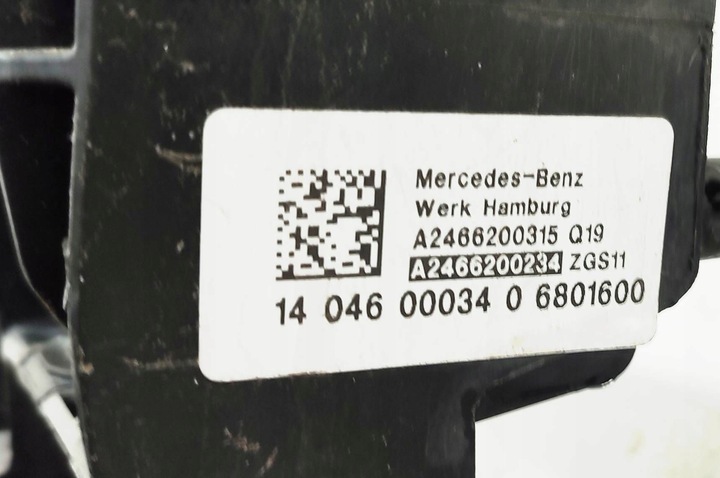 Mercedes-Benz
Werk Hamburg
A2466200315 Q19
A2466200234 ZGS11
14 046 00034 0 6801600